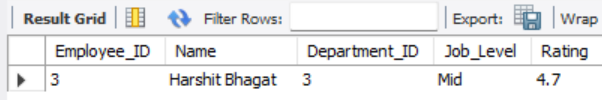 Result Grid Filter Rows: Export: Wrap
Employee_ID Name Department_ID Job_Level Rating
3 Harshit Bhagat 3 Mid 4.7